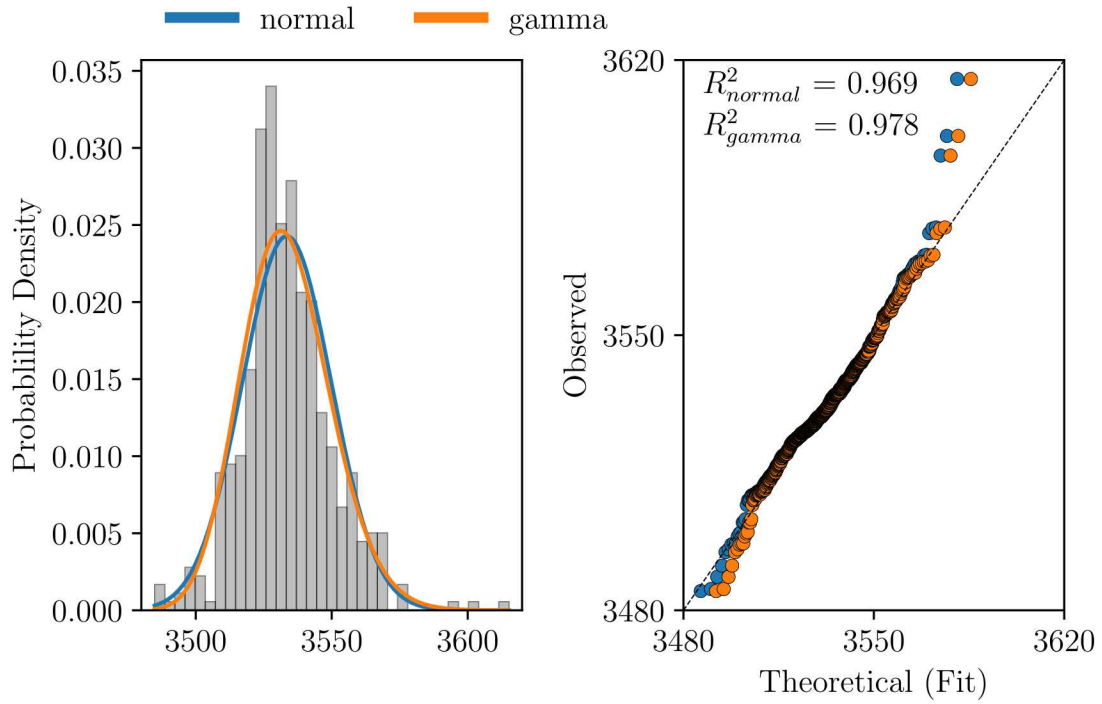 normal gamma
0.035
0.030
0.025
0.020
0.015
0.010
0.005
0.000
Probablility Density
3500 3550 3600
R²normal = 0.969
R²gamma = 0.978
3620
3550
3480
Observed
3480 3550 3620
Theoretical (Fit)